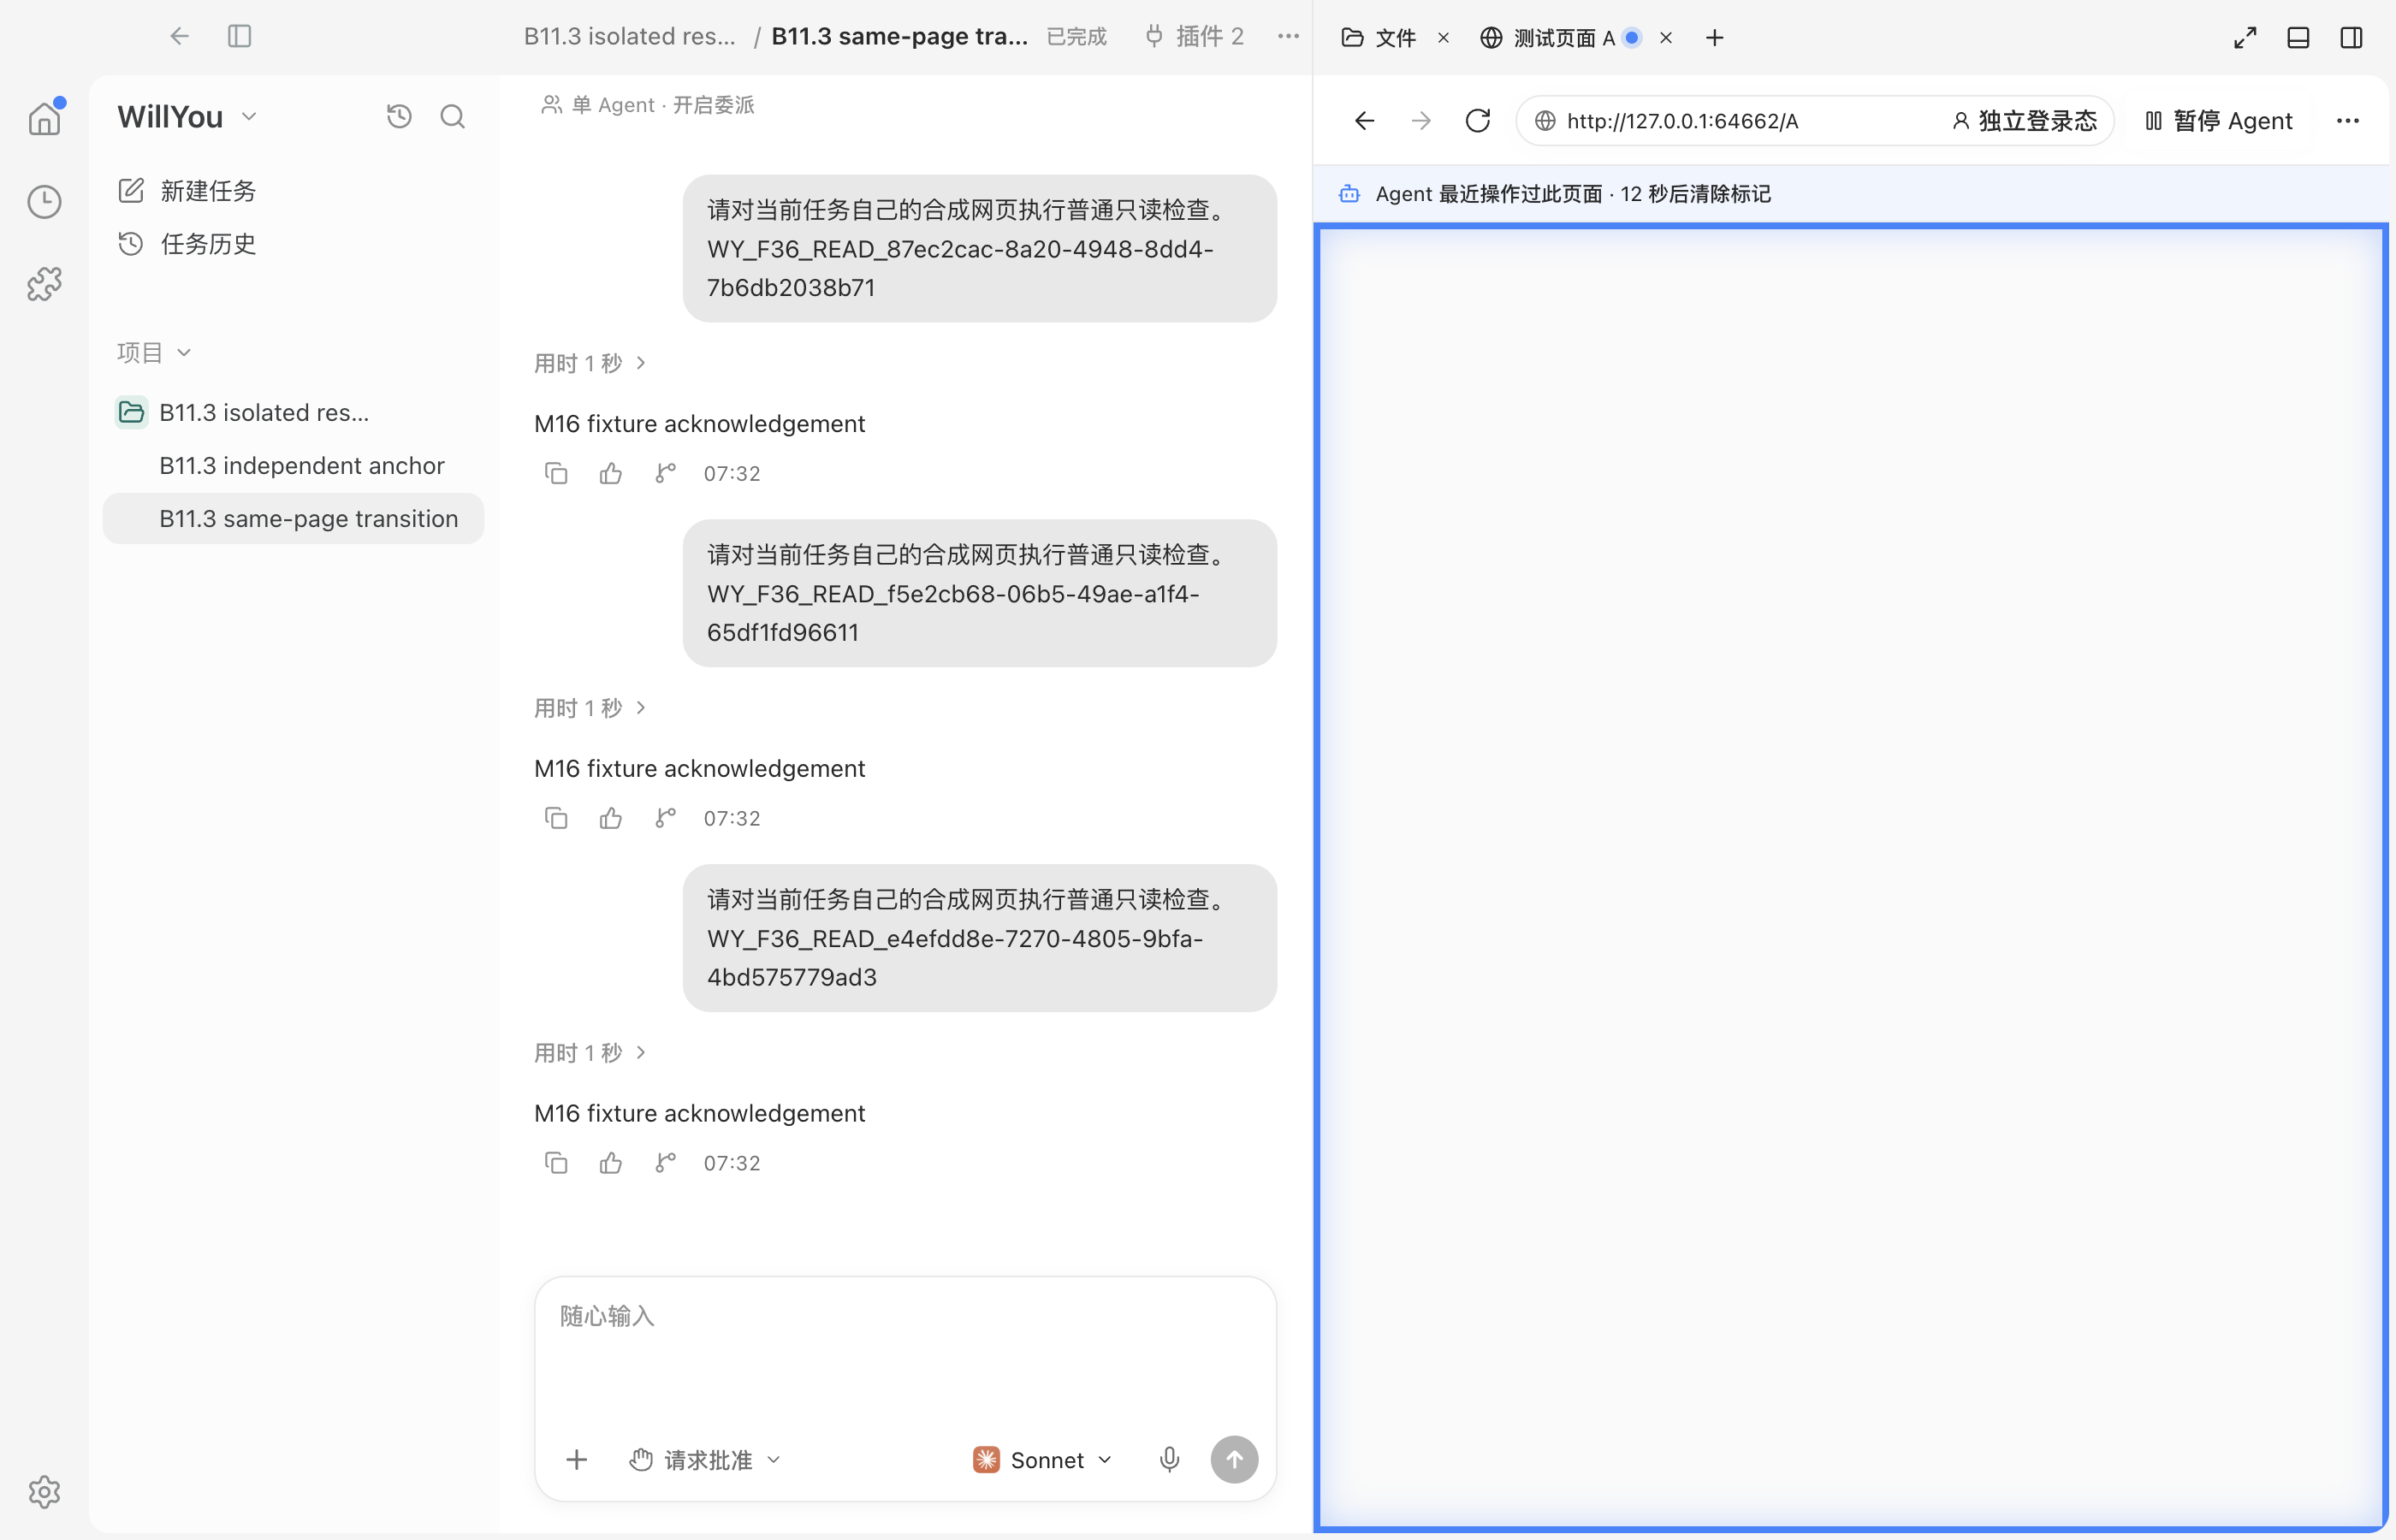 B11.3 isolated res... / B11.3 same-page tra... 已完成 插件 2
文件
测试页面 A
WillYou
新建任务
任务历史
项目
B11.3 isolated res...
B11.3 independent anchor
B11.3 same-page transition
单 Agent · 开启委派
请对当前任务自己的合成网页执行普通只读检查。
WY_F36_READ_87ec2cac-8a20-4948-8dd4-
7b6db2038b71
用时 1 秒
M16 fixture acknowledgement
07:32
请对当前任务自己的合成网页执行普通只读检查。
WY_F36_READ_f5e2cb68-06b5-49ae-a1f4-
65df1fd96611
用时 1 秒
M16 fixture acknowledgement
07:32
请对当前任务自己的合成网页执行普通只读检查。
WY_F36_READ_e4efdd8e-7270-4805-9bfa-
4bd575779ad3
用时 1 秒
M16 fixture acknowledgement
07:32
随心输入
请求批准
Sonnet
http://127.0.0.1:64662/A
独立登录态
暂停 Agent
Agent 最近操作过此页面 · 12 秒后清除标记